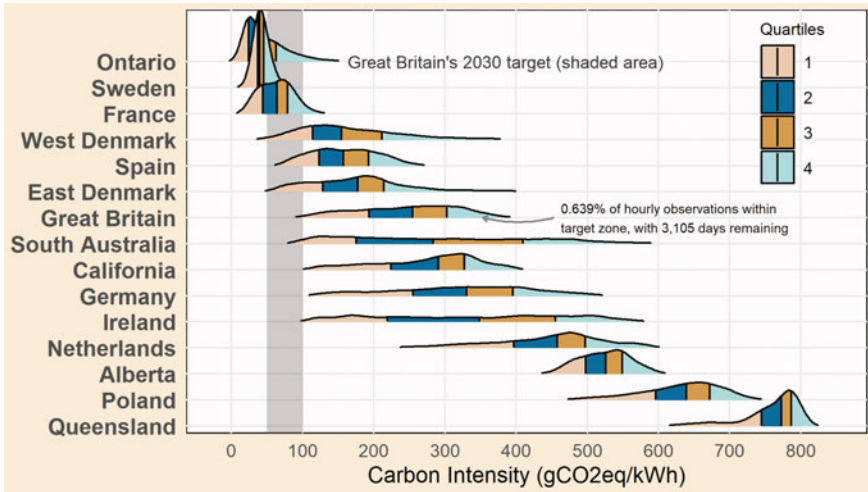 Quartiles
1
2
3
4
Great Britain's 2030 target (shaded area)
Ontario
Sweden
France
West Denmark
Spain
East Denmark
Great Britain
0.639% of hourly observations within
target zone, with 3,105 days remaining
South Australia
California
Germany
Ireland
Netherlands
Alberta
Poland
Queensland
0 100 200 300 400 500 600 700 800
Carbon Intensity (gCO2eq/kWh)